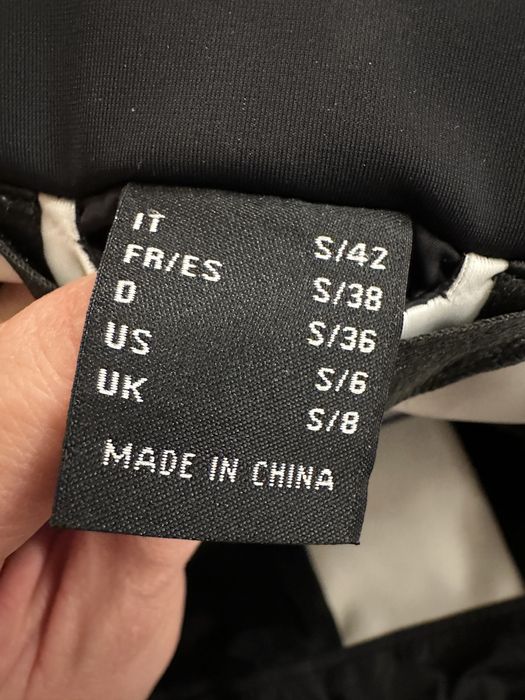 IT S/42
FR/ES S/38
D S/36
US S/6
UK S/8
MADE IN CHINA